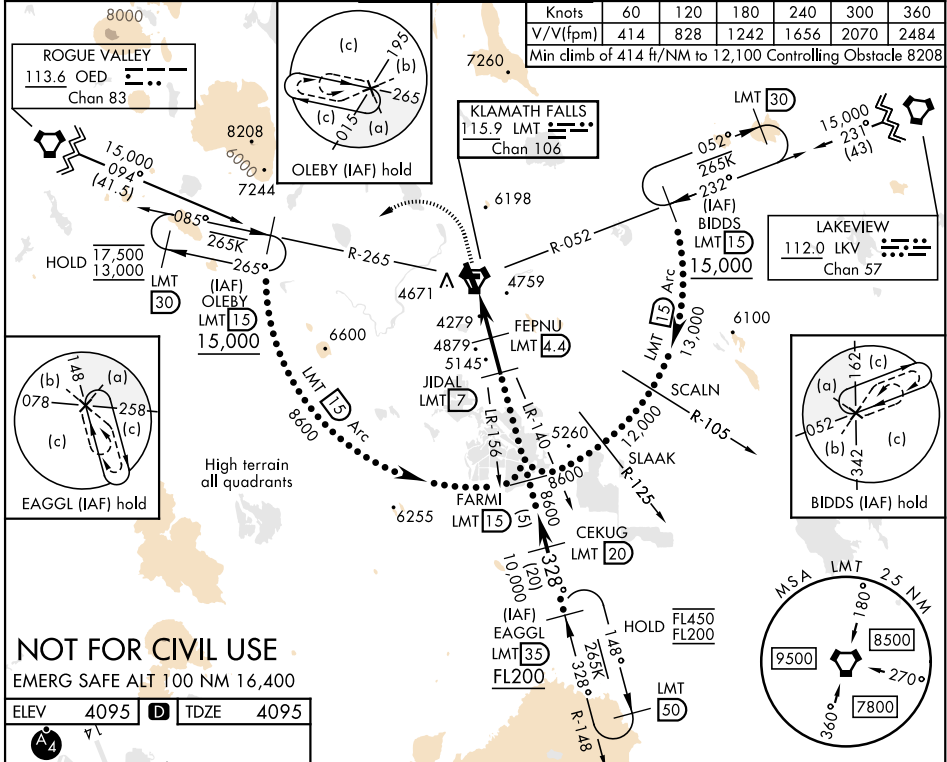 Knots 60 120 180 240 300 360
V/V(fpm) 414 828 1242 1656 2070 2484
Min climb of 414 ft/NM to 12,100 Controlling Obstacle 8208
8000
ROGUE VALLEY
113.6 OED
Chan 83
(c)
195
(b)
265
(a)
015
(c)
OLEBY (IAF) hold
7260
KLAMATH FALLS
115.9 LMT
Chan 106
LMT 30
15,000
231°
(43)
052°
265K
232°
(IAF)
BIDDS
LMT 15
15,000
LAKEVIEW
112.0 LKV
Chan 57
8208
6000
7244
15,000
094°
(41.5)
085°
265K
265°
HOLD 17,500
13,000
LMT
30
(IAF)
OLEBY
LMT 15
15,000
R-265
R-052
6198
4671
4759
4279
4879
5145
FEPNU
LMT 4.4
JIDAL
LMT 7
6600
LMT 15 Arc
8600
LMT 15 Arc
13,000
6100
SCALN
R-105
12,000
SLAAK
R-125
5260
8600
LR-156
LR-140
148
(b)
(a)
078
258
(c)
(c)
EAGGL (IAF) hold
High terrain
all quadrants
6255
FARMI
LMT 15
(5)
8600
CEKUG
LMT 20
162
(c)
(a)
052
(b)
342
(c)
BIDDS (IAF) hold
10,000
(20)
328°
(IAF)
EAGGL
LMT 35
FL200
HOLD FL450
FL200
148°
265K
328°
R-148
LMT
50
MSA LMT 25 NM
180°
8500
9500
270°
7800
360°
NOT FOR CIVIL USE
EMERG SAFE ALT 100 NM 16,400
ELEV 4095 D TDZE 4095
A4
14